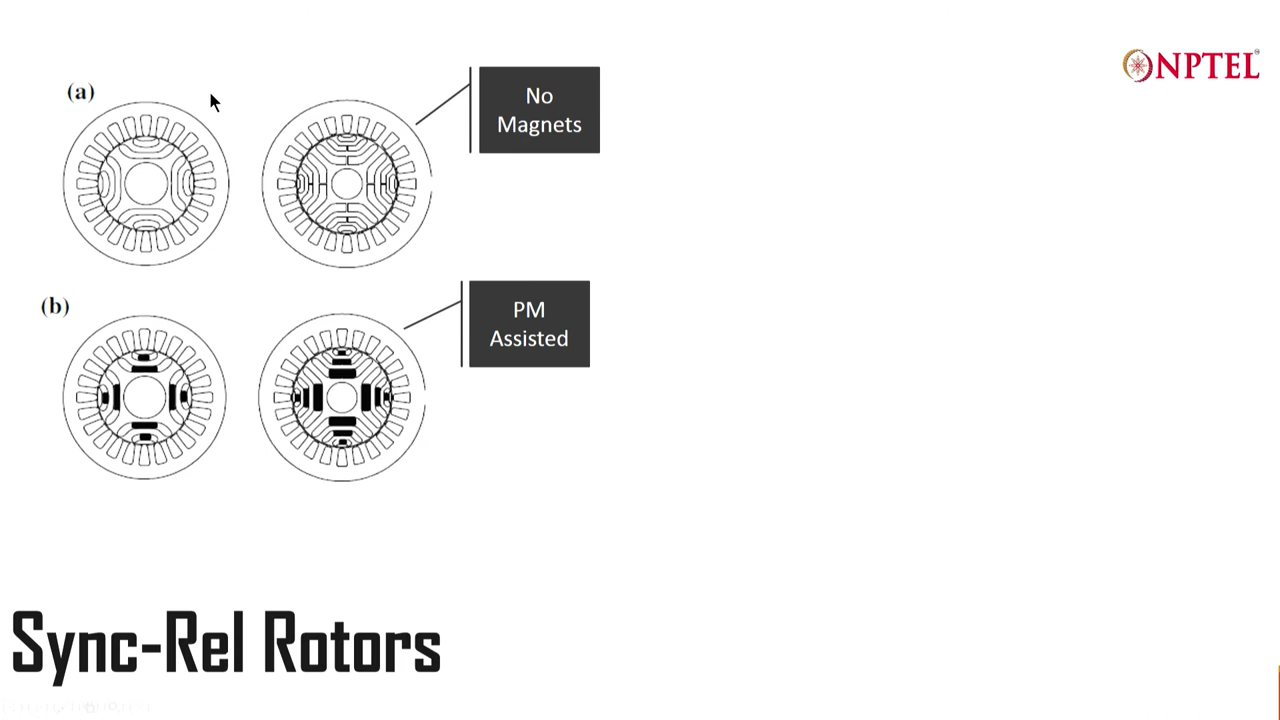 NPTEL
(a)
No
Magnets
(b)
PM
Assisted
Sync-Rel Rotors